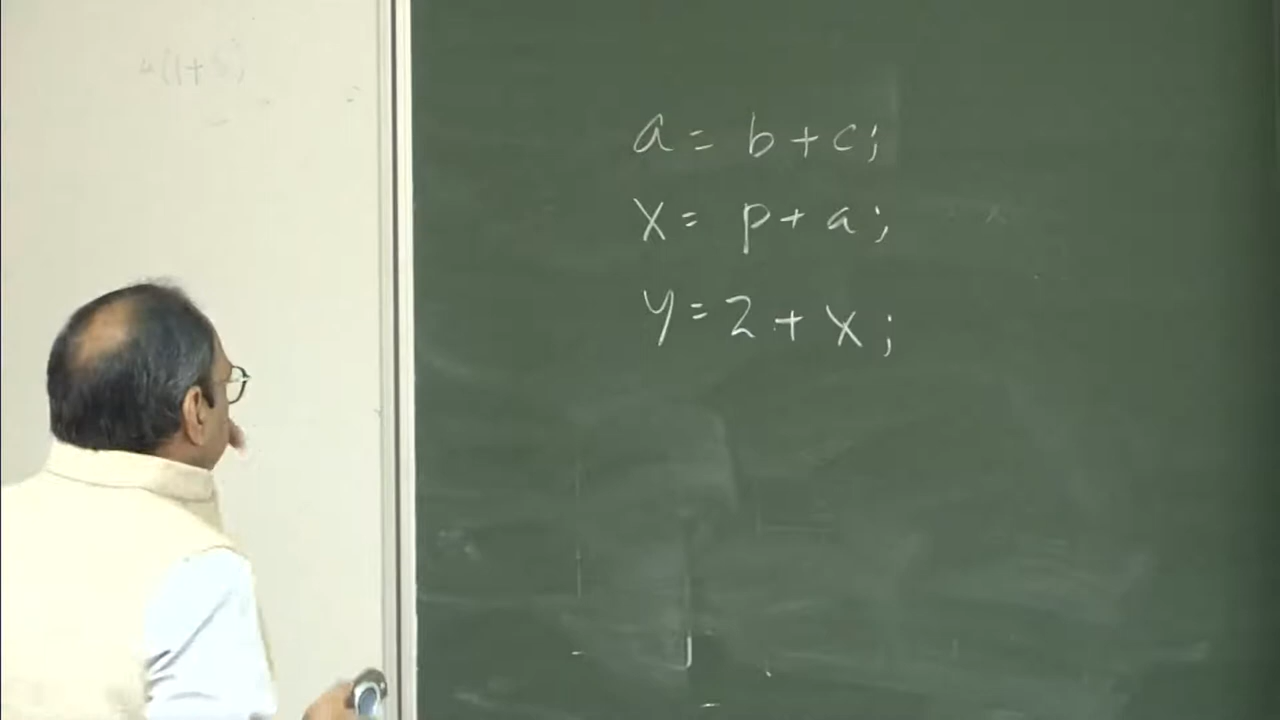 a = b + c;
x = p + a;
y = 2 + x;